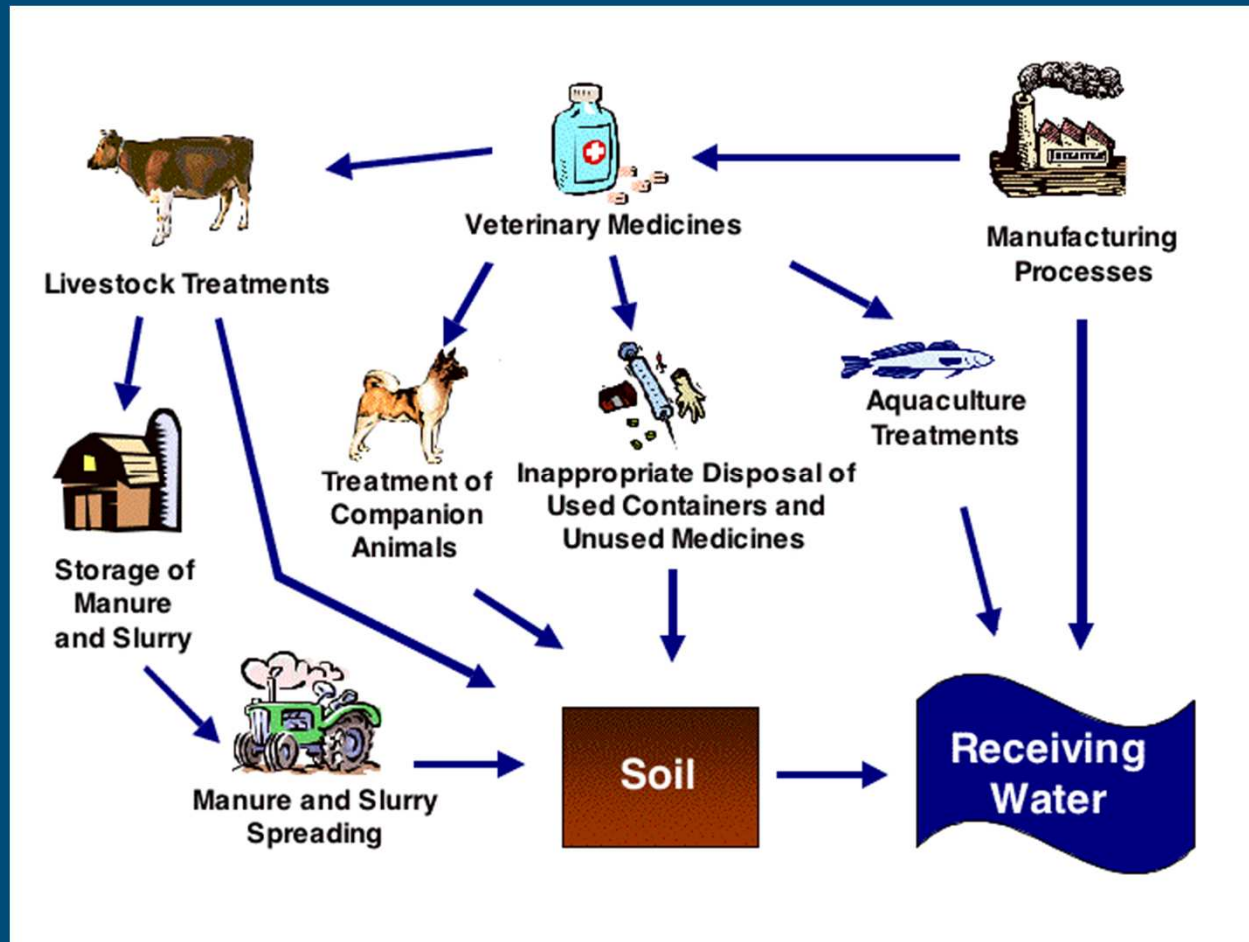 Veterinary Medicines
Manufacturing
Processes
Livestock Treatments
Aquaculture
Treatments
Treatment of
Companion
Animals
Inappropriate Disposal of
Used Containers and
Unused Medicines
Storage of
Manure
and Slurry
Manure and Slurry
Spreading
Soil
Receiving
Water